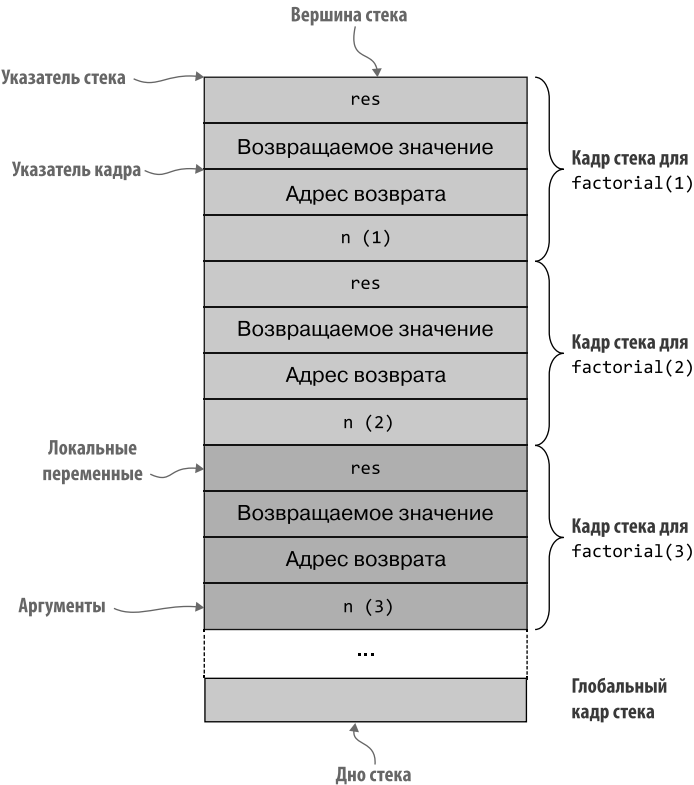 Вершина стека
Указатель стека
res
Возвращаемое значение
Кадр стека для
factorial(1)
Указатель кадра
Адрес возврата
n (1)
res
Возвращаемое значение
Кадр стека для
factorial(2)
Адрес возврата
n (2)
Локальные
переменные
res
Возвращаемое значение
Кадр стека для
factorial(3)
Адрес возврата
Аргументы
n (3)
...
Глобальный
кадр стека
Дно стека